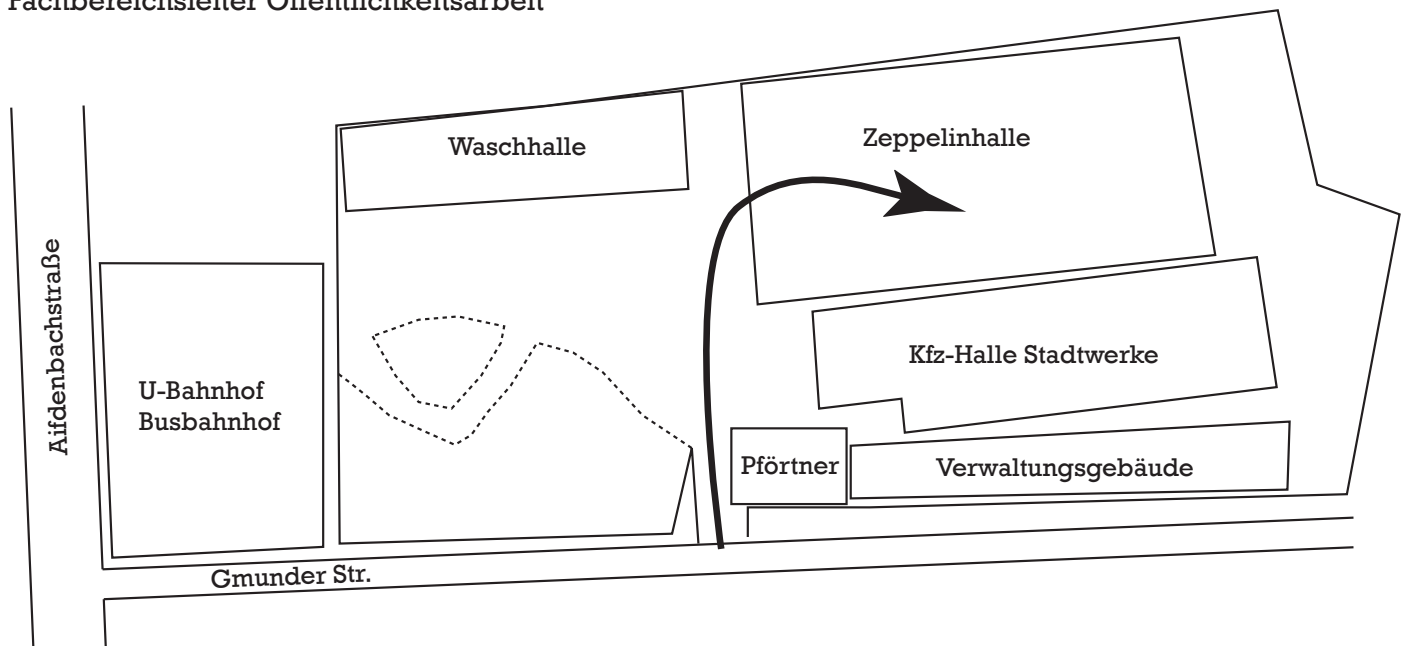 Fachbereichsleiter Öffentlichkeitsarbeit
Waschhalle
Zeppelinhalle
Aifdenbachstraße
U-Bahnhof
Busbahnhof
Kfz-Halle Stadtwerke
Pförtner
Verwaltungsgebäude
Gmunder Str.